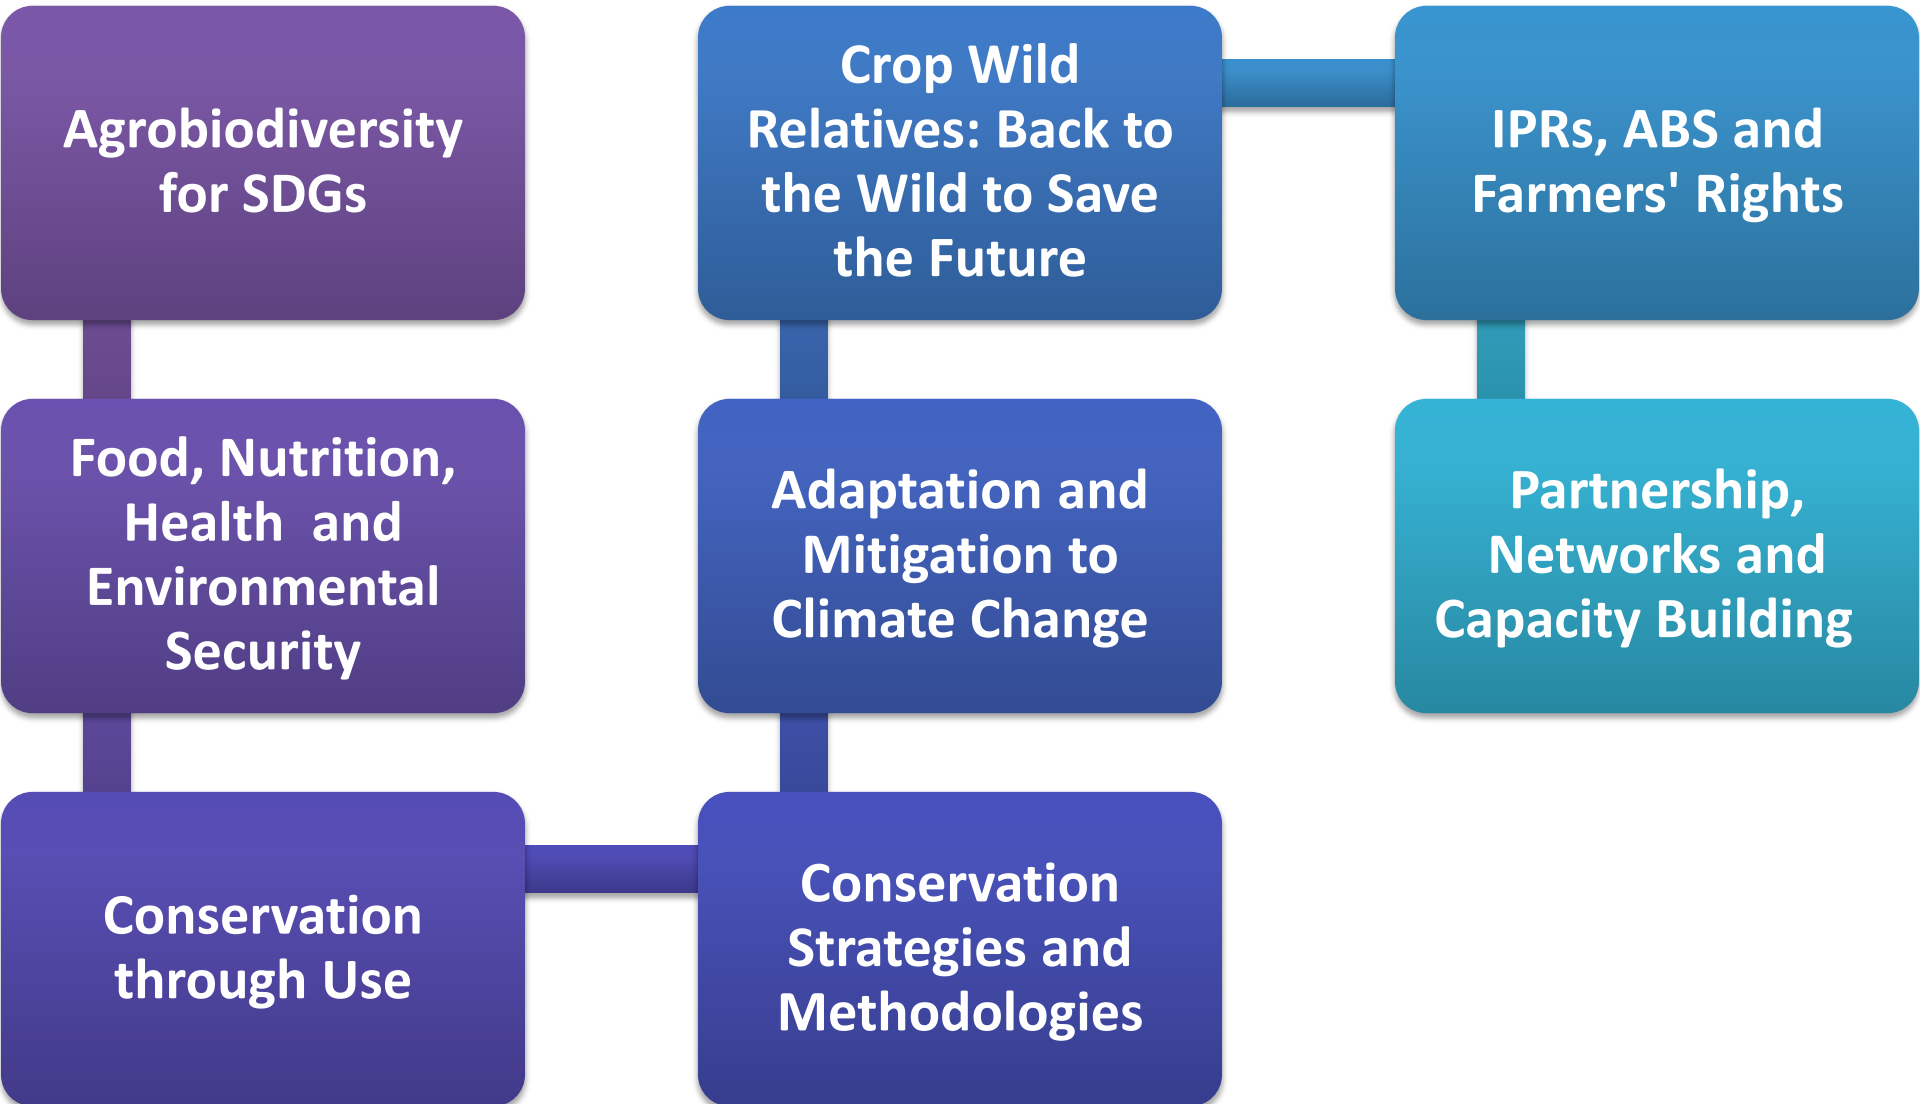 Agrobiodiversity
for SDGs
Food, Nutrition,
Health  and
Environmental
Security
Conservation
through Use
Conservation
Strategies and
Methodologies
Adaptation and
Mitigation to
Climate Change
Crop Wild
Relatives: Back to
the Wild to Save
the Future
IPRs, ABS and
Farmers' Rights
Partnership,
Networks and
Capacity Building